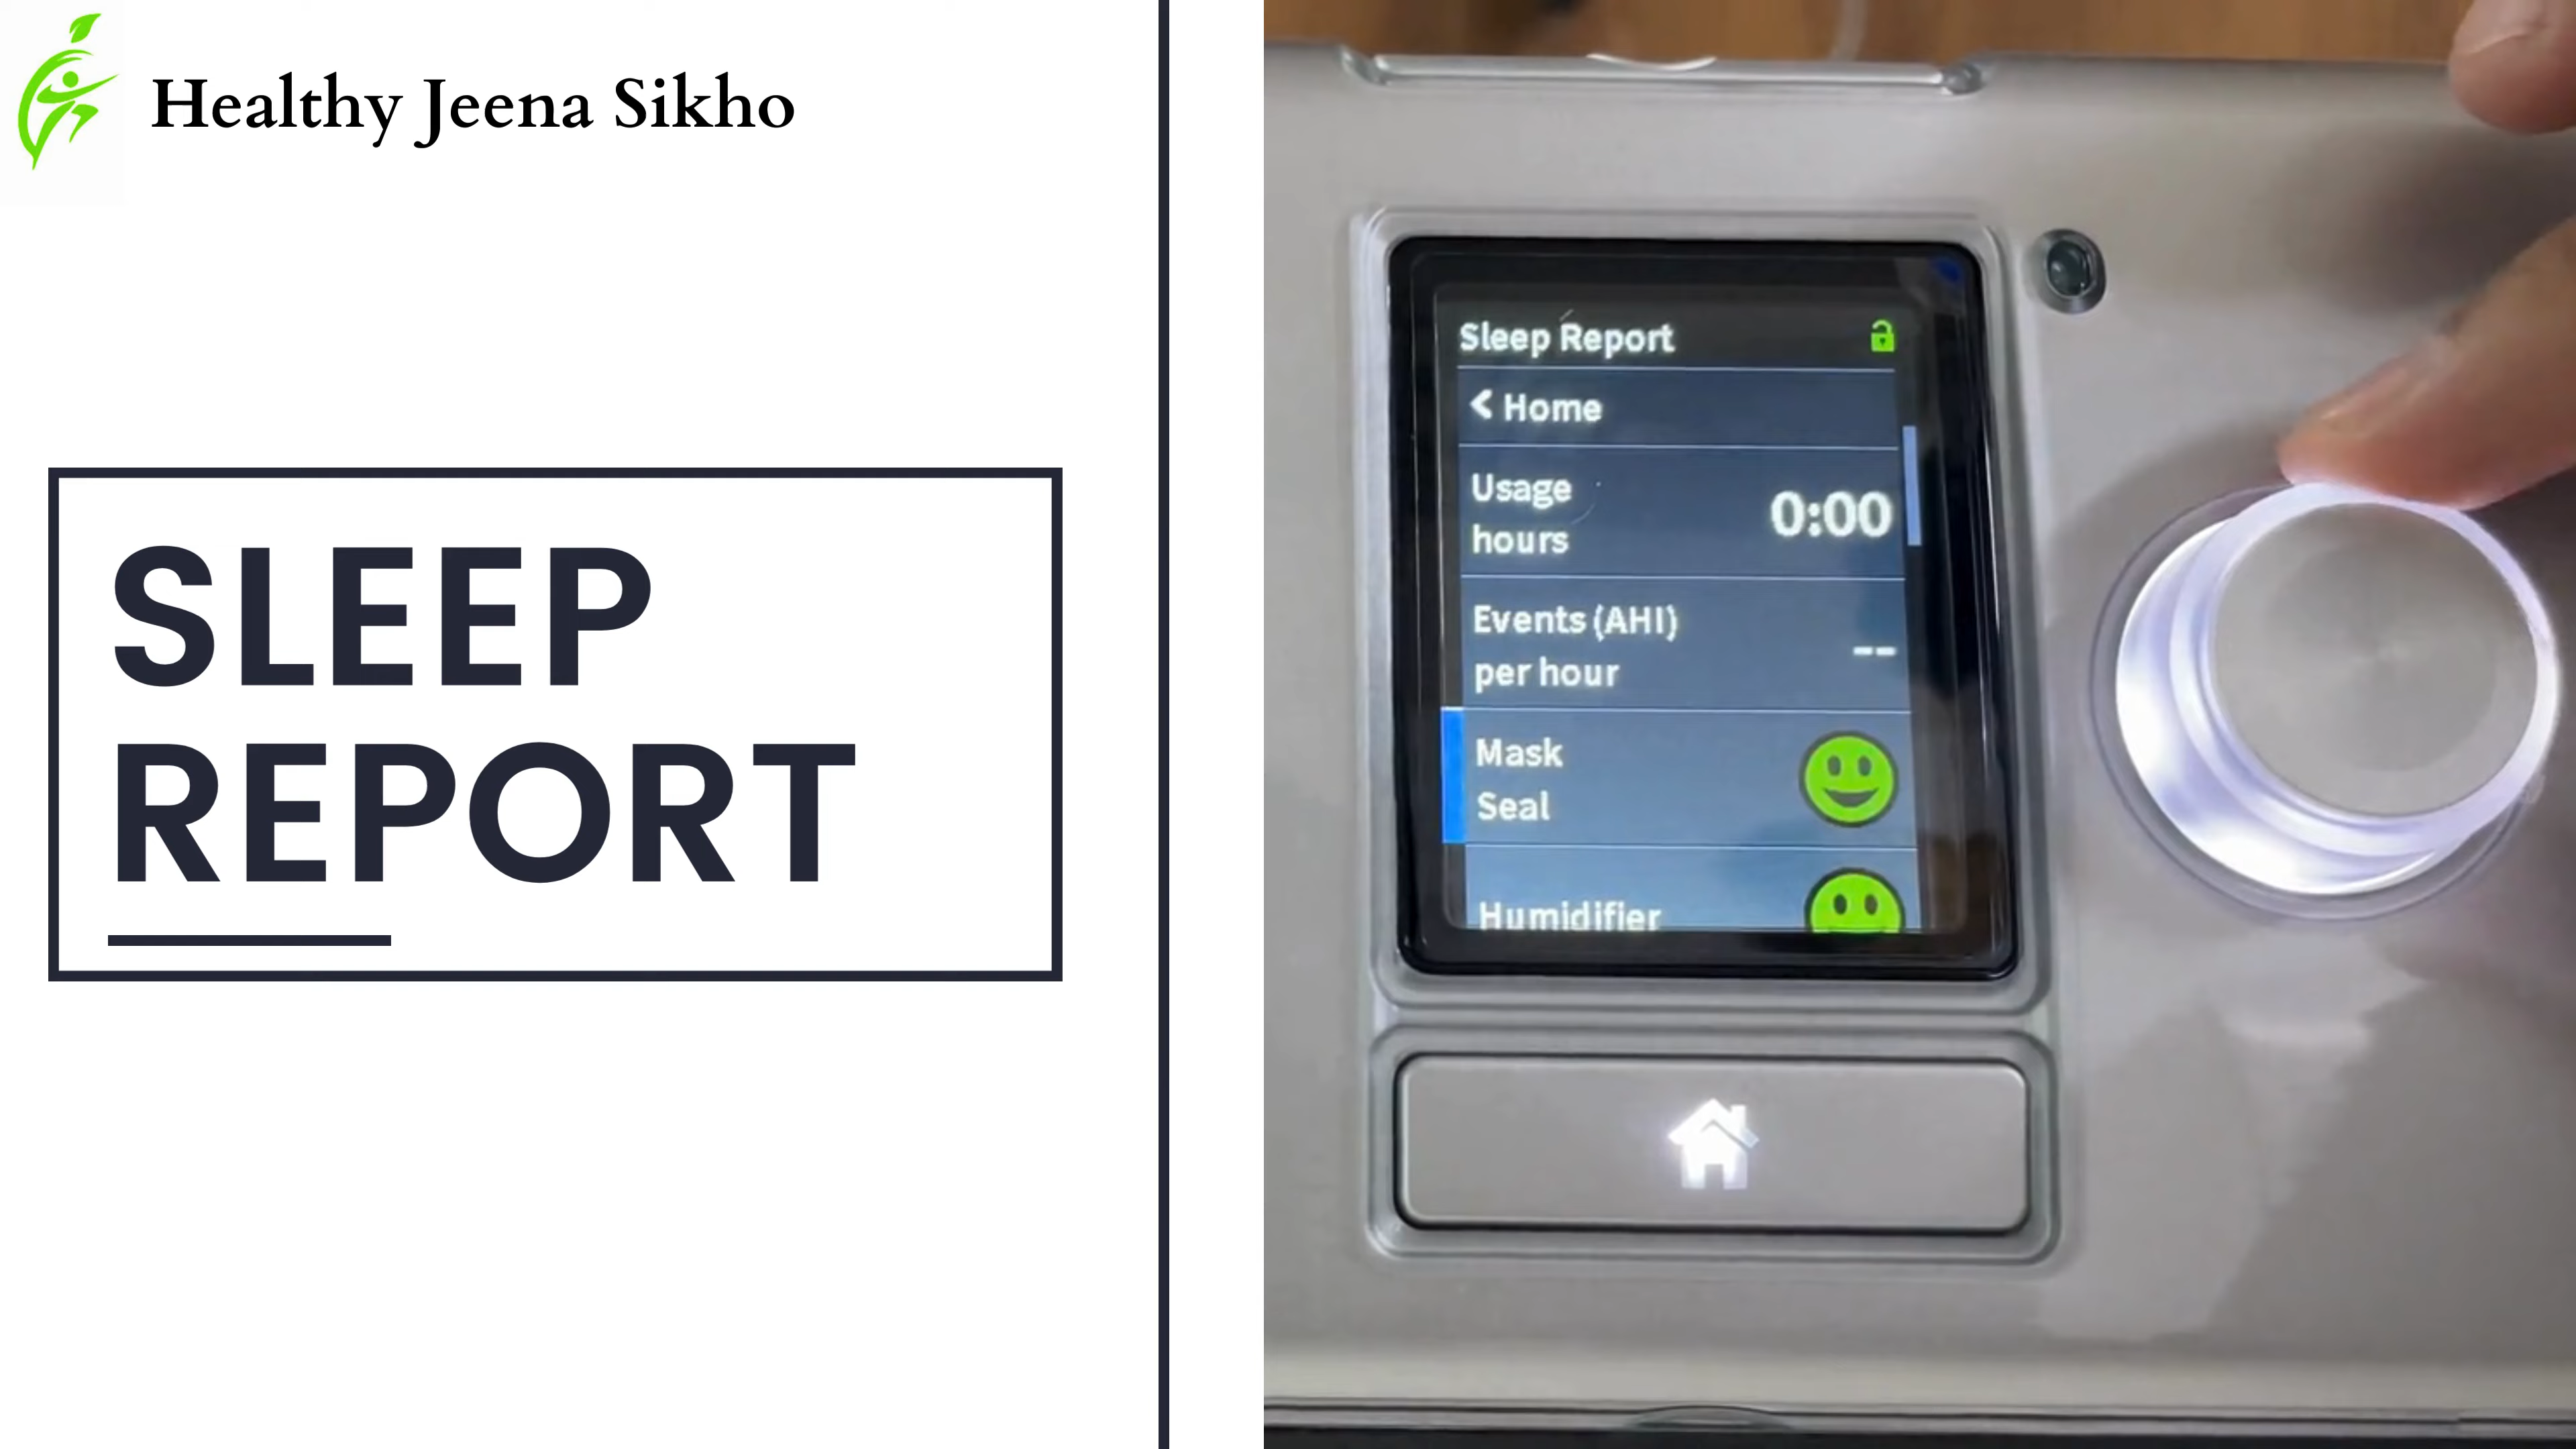 Healthy Jeena Sikho
SLEEP
REPORT
Sleep Report
< Home
Usage
hours
0:00
Events (AHI)
per hour
--
Mask
Seal
Humidifier